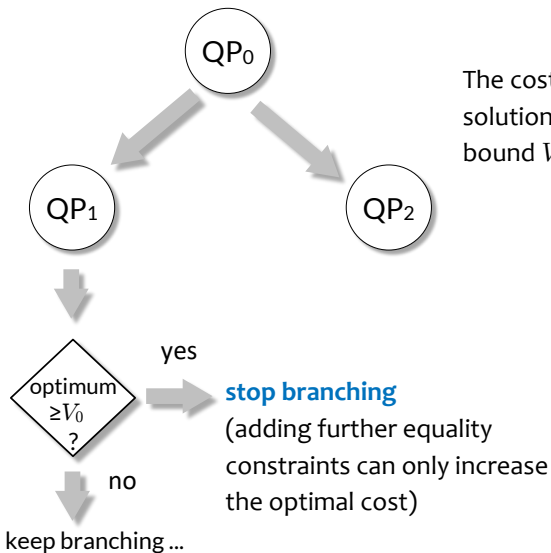 QP₀
The cost
solution
bound
QP₁
QP₂
yes
optimum
≥V₀
?
stop branching
(adding further equality
constraints can only increase
the optimal cost)
no
keep branching ...